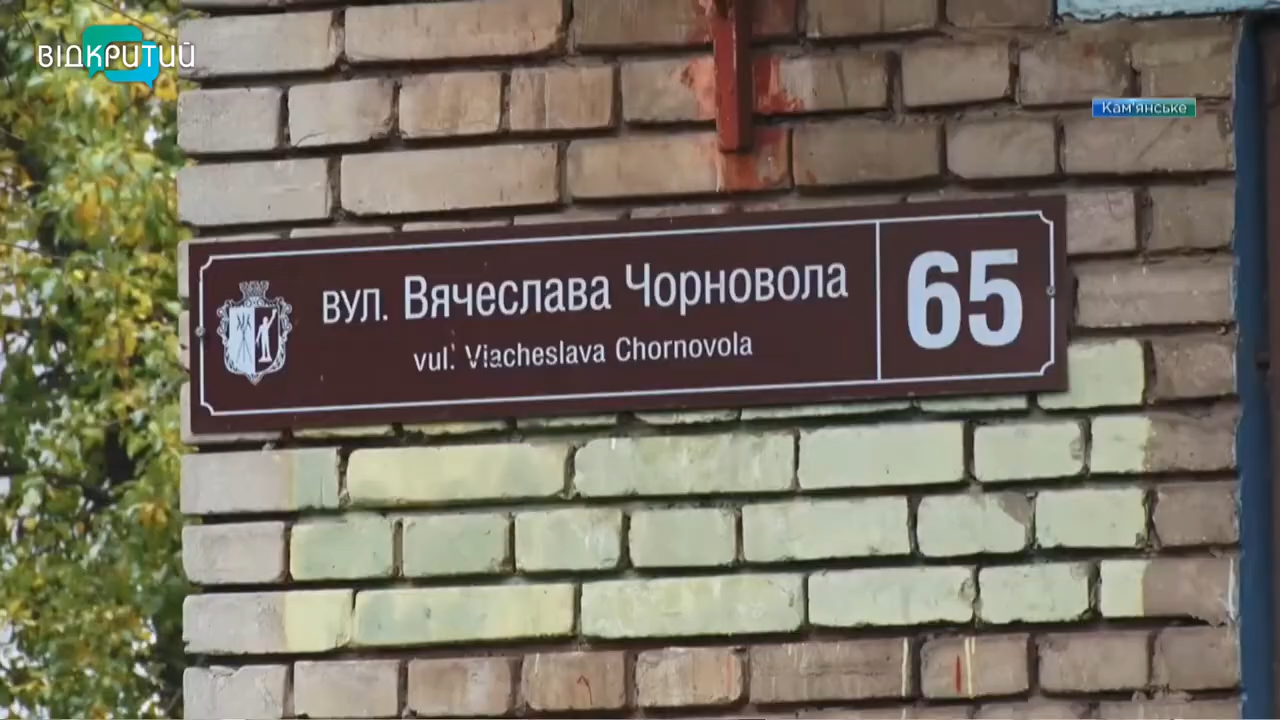 ВІДКРИТИЙ
Кам'янське
ВУЛ. Вячеслава Чорновола
vul. Viacheslava Chornovola
65